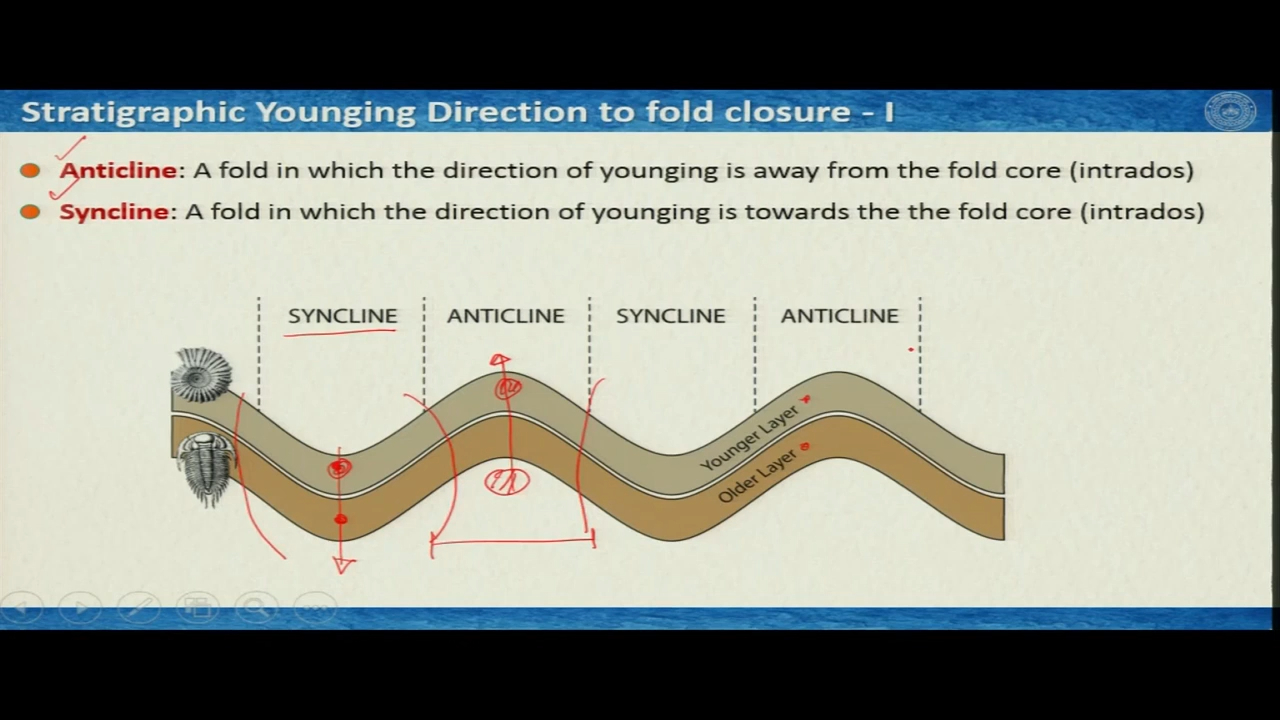 Stratigraphic Younging Direction to fold closure - I
Anticline: A fold in which the direction of younging is away from the fold core (intrados)
Syncline: A fold in which the direction of younging is towards the the fold core (intrados)
SYNCLINE ANTICLINE SYNCLINE ANTICLINE
Younger Layer
Older Layer